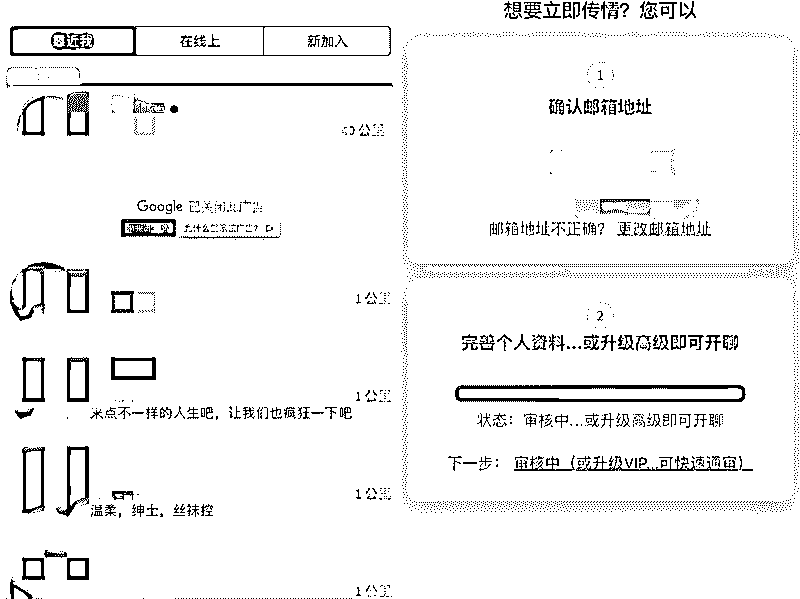 最近我
在线上
新加入
公里
Google 已关闭此广告
为什么显示此广告？
1公里
1公里
来点不一样的人生吧，让我们也疯狂一下吧
1公里
温柔，绅士，丝袜控
1公里
想要立即传情？您可以
1
确认邮箱地址
邮箱地址不正确？ 更改邮箱地址
2
完善个人资料...或升级高级即可开聊
状态：审核中...或升级高级即可开聊
下一步：审核中（或升级VIP...可快速通审）